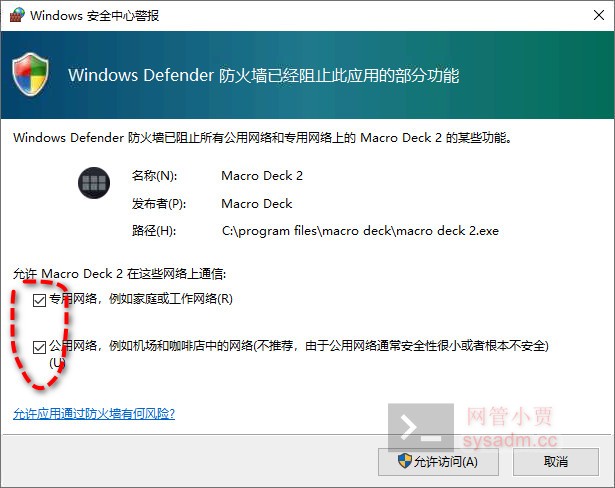 Windows 安全中心警报
Windows Defender 防火墙已经阻止此应用的部分功能
Windows Defender 防火墙已阻止所有公用网络和专用网络上的 Macro Deck 2 的某些功能。
名称(N): Macro Deck 2
发布者(P): Macro Deck
路径(H): C:\program files\macro deck\macro deck 2.exe
允许 Macro Deck 2 在这些网络上通信:
专用网络，例如家庭或工作网络(R)
公用网络，例如机场和咖啡店中的网络(不推荐，由于公用网络通常安全性很小或者根本不安全)
(U)
允许应用通过防火墙有何风险?
网管小贾
sysadm.cc
允许访问(A) 取消